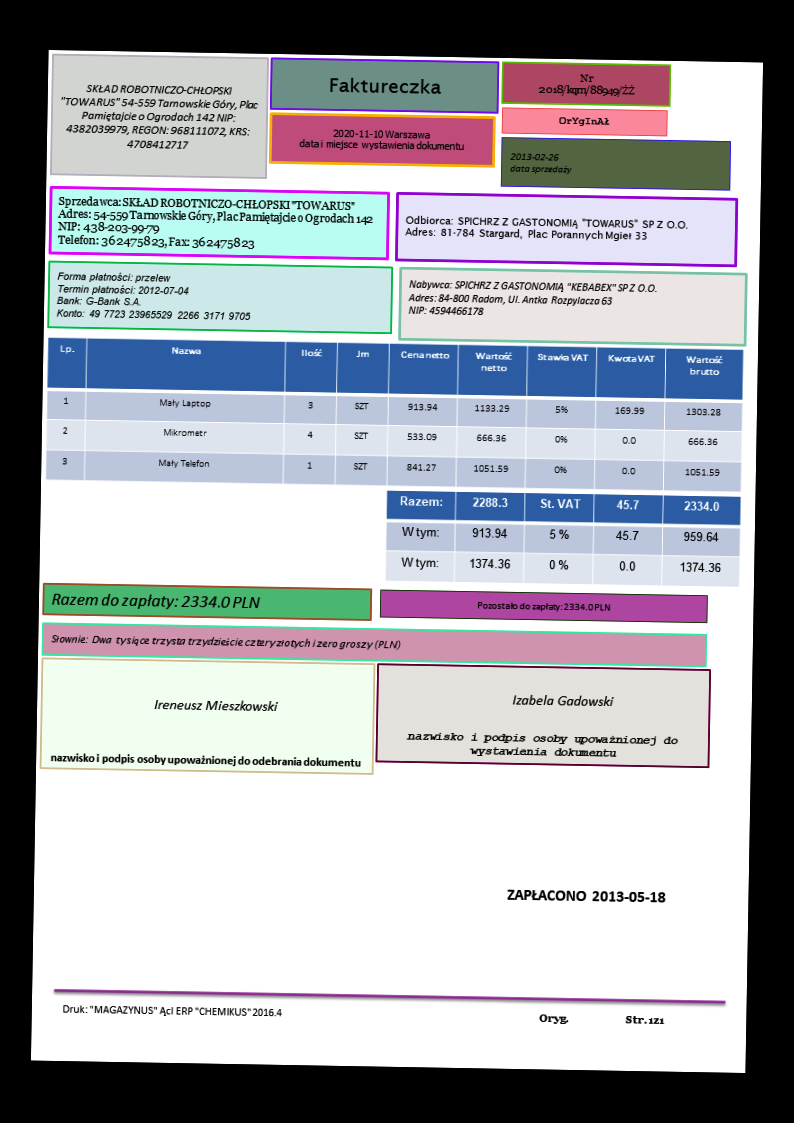 SKŁAD ROBOTNICZO-CHŁOPSKI
"TOWARUS" 54-559 Tarnowskie Góry, Plac
Pamiętajcie o Ogrodach 142 NIP:
4382039979, REGON: 968111072, KRS:
4708412717
Faktureczka
2020-11-10 Warszawa
data i miejsce wystawienia dokumentu
Nr
2018/kqm/88949/ŻŻ
OrYgInAł
2013-02-26
data sprzedaży
Sprzedawca: SKŁAD ROBOTNICZO-CHŁOPSKI "TOWARUS"
Adres: 54-559 Tarnowskie Góry, Plac Pamiętajcie o Ogrodach 142
NIP: 438-203-99-79
Telefon: 362475823, Fax: 362475823
Odbiorca: SPICHRZ Z GASTONOMIĄ "TOWARUS" SP Z O.O.
Adres: 81-784 Stargard, Plac Porannych Mgieł 33
Forma płatności: przelew
Termin płatności: 2012-07-04
Bank: G-Bank S.A.
Konto: 49 7723 23965529 2266 3171 9705
Nabywca: SPICHRZ Z GASTONOMIĄ "KEBABEX" SP Z O.O.
Adres: 84-800 Radom, Ul. Antka Rozpylacza 63
NIP: 4594466178
Lp. Nazwa Ilość Jm Cena netto Wartość netto Stawka VAT Kwota VAT Wartość brutto
1 Mały Laptop 3 SZT 913.94 1133.29 5% 169.99 1303.28
2 Mikrometr 4 SZT 533.09 666.36 0% 0.0 666.36
3 Mały Telefon 1 SZT 841.27 1051.59 0% 0.0 1051.59
Razem: 2288.3 St. VAT 45.7 2334.0
W tym: 913.94 5 % 45.7 959.64
W tym: 1374.36 0 % 0.0 1374.36
Razem do zapłaty: 2334.0 PLN
Pozostało do zapłaty: 2334.0 PLN
Słownie: Dwa tysiące trzysta trzydzieście cztery złotych i zero groszy (PLN)
Ireneusz Mieszkowski
nazwisko i podpis osoby upoważnionej do odebrania dokumentu
Izabela Gadowski
nazwisko i podpis osoby upoważnionej do
wystawienia dokumentu
ZAPŁACONO 2013-05-18
Druk: "MAGAZYNUS" ĄcI ERP "CHEMIKUS" 2016.4
Oryg.
Str. 1z1